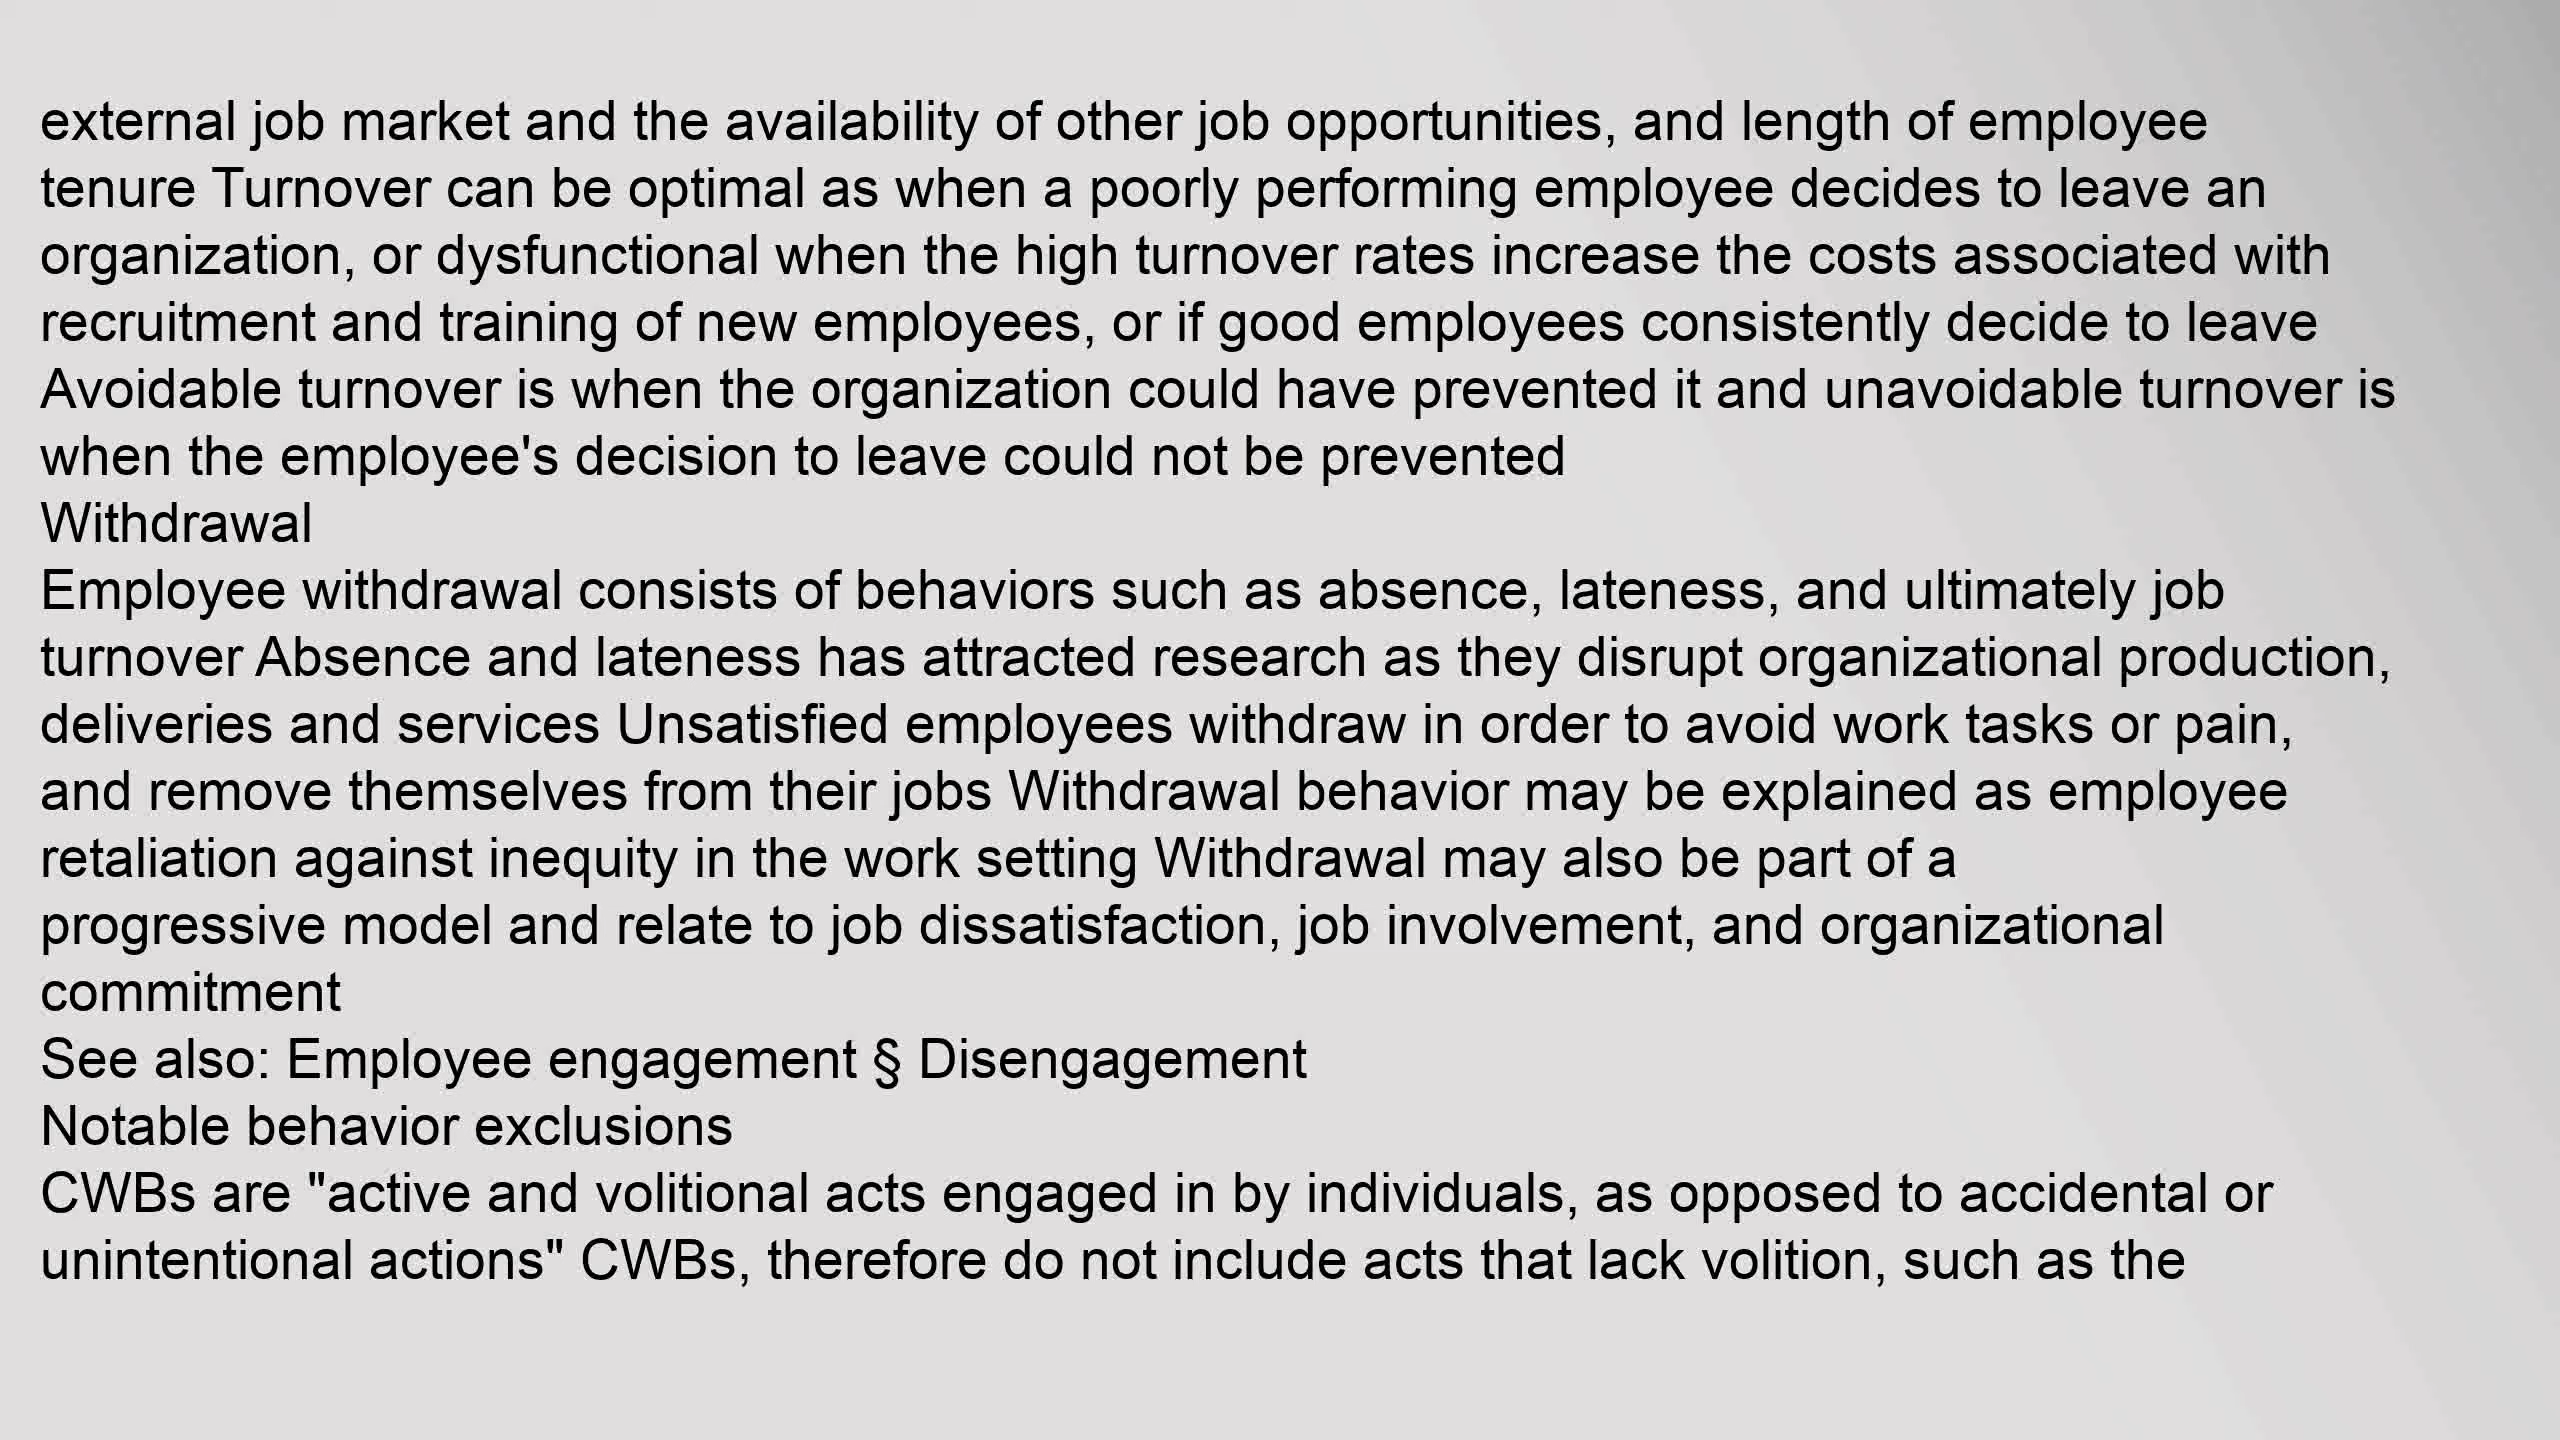 external job market and the availability of other job opportunities, and length of employee
tenure Turnover can be optimal as when a poorly performing employee decides to leave an
organization, or dysfunctional when the high turnover rates increase the costs associated with
recruitment and training of new employees, or if good employees consistently decide to leave
Avoidable turnover is when the organization could have prevented it and unavoidable turnover is
when the employee's decision to leave could not be prevented
Withdrawal
Employee withdrawal consists of behaviors such as absence, lateness, and ultimately job
turnover Absence and lateness has attracted research as they disrupt organizational production,
deliveries and services Unsatisfied employees withdraw in order to avoid work tasks or pain,
and remove themselves from their jobs Withdrawal behavior may be explained as employee
retaliation against inequity in the work setting Withdrawal may also be part of a
progressive model and relate to job dissatisfaction, job involvement, and organizational
commitment
See also: Employee engagement § Disengagement
Notable behavior exclusions
CWBs are "active and volitional acts engaged in by individuals, as opposed to accidental or
unintentional actions" CWBs, therefore do not include acts that lack volition, such as the